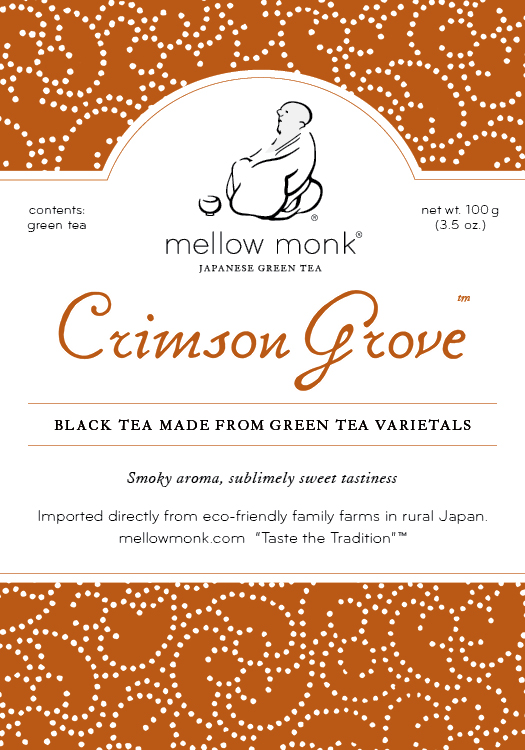 contents:
green tea
net wt. 100 g
(3.5 oz.)
®
mellow monk®
JAPANESE GREEN TEA
Crimson Grove™
BLACK TEA MADE FROM GREEN TEA VARIETALS
Smoky aroma, sublimely sweet tastiness
Imported directly from eco-friendly family farms in rural Japan.
mellowmonk.com “Taste the Tradition”™